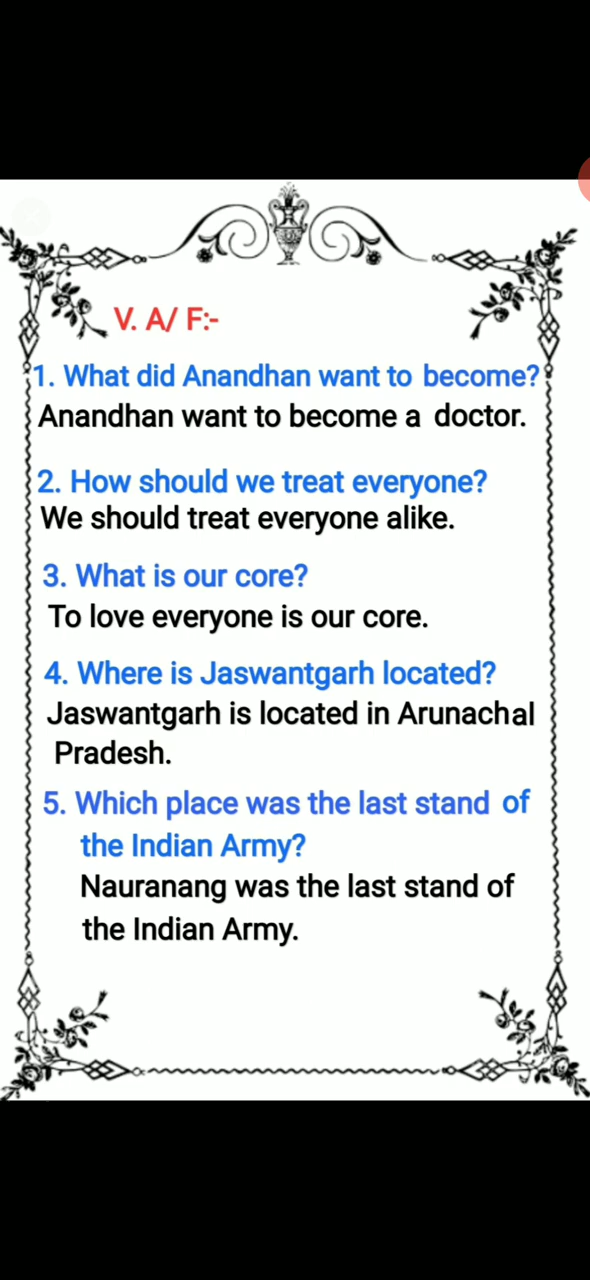 V. A/ F:-
1. What did Anandhan want to become?
Anandhan want to become a doctor.
2. How should we treat everyone?
We should treat everyone alike.
3. What is our core?
To love everyone is our core.
4. Where is Jaswantgarh located?
Jaswantgarh is located in Arunachal
Pradesh.
5. Which place was the last stand of
the Indian Army?
Nauranang was the last stand of
the Indian Army.